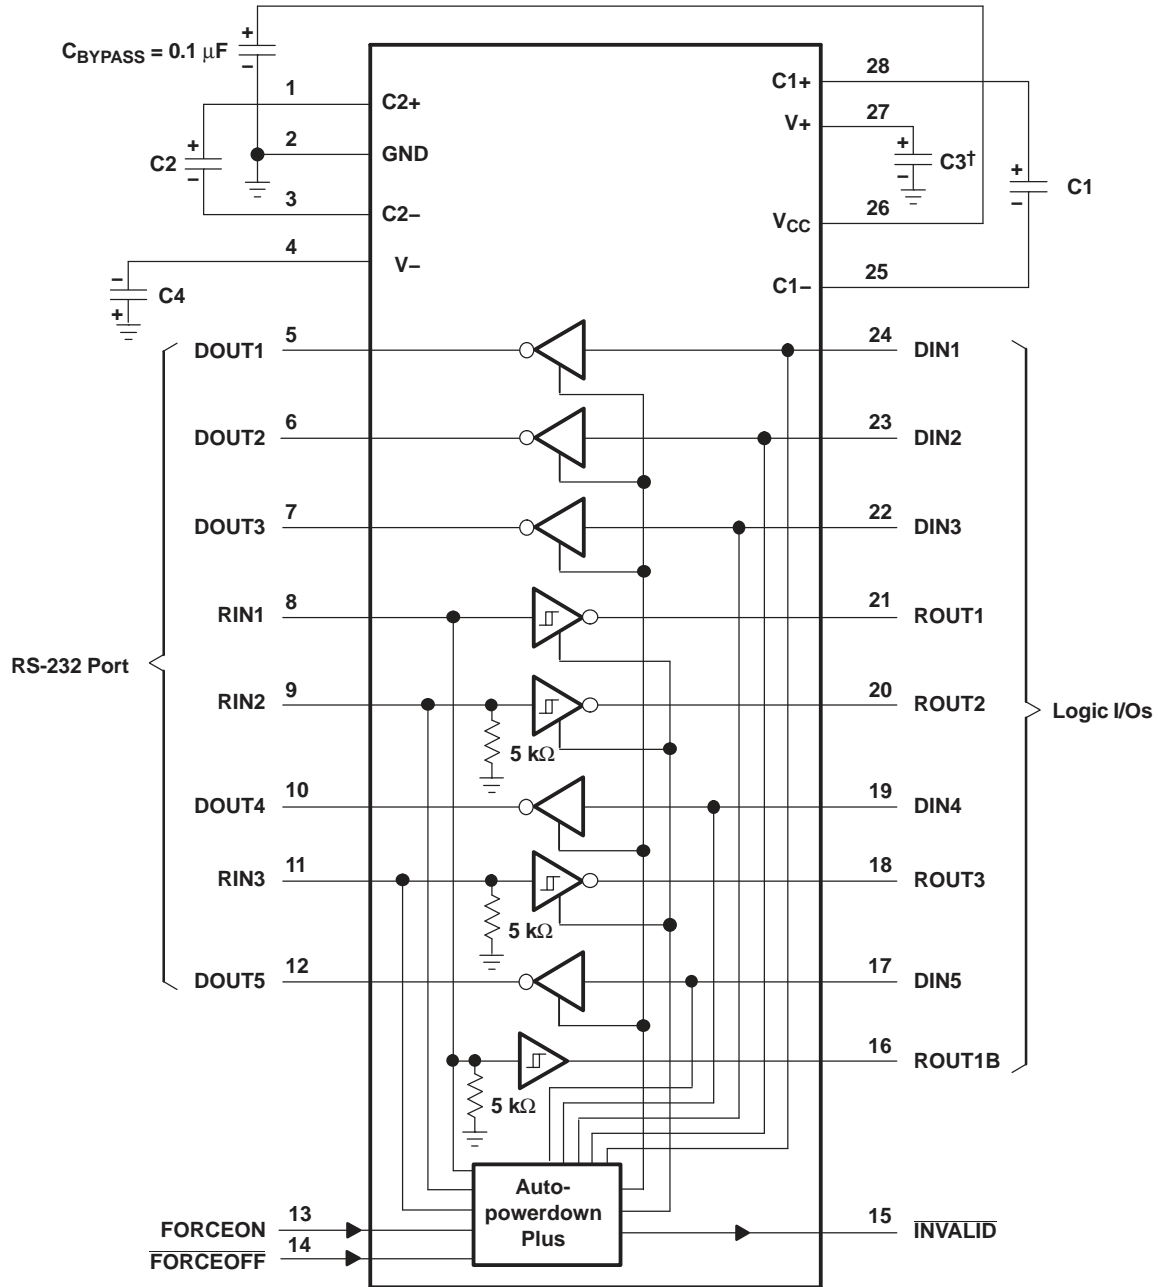 CBYPASS = 0.1 μF
+
−
1
C2+
C1+
28
2
GND
V+
27
+
−
C2
+
−
C3†
+
−
C1
3
C2−
VCC
26
4
V−
C1−
25
−
+
C4
DOUT1
5
24
DIN1
DOUT2
6
23
DIN2
DOUT3
7
22
DIN3
RIN1
8
21
ROUT1
RS-232 Port
RIN2
9
20
ROUT2
Logic I/Os
5 kΩ
DOUT4
10
19
DIN4
RIN3
11
18
ROUT3
5 kΩ
DOUT5
12
17
DIN5
16
ROUT1B
5 kΩ
Auto-
powerdown
Plus
FORCEON
13
15
INVALID
FORCEOFF
14